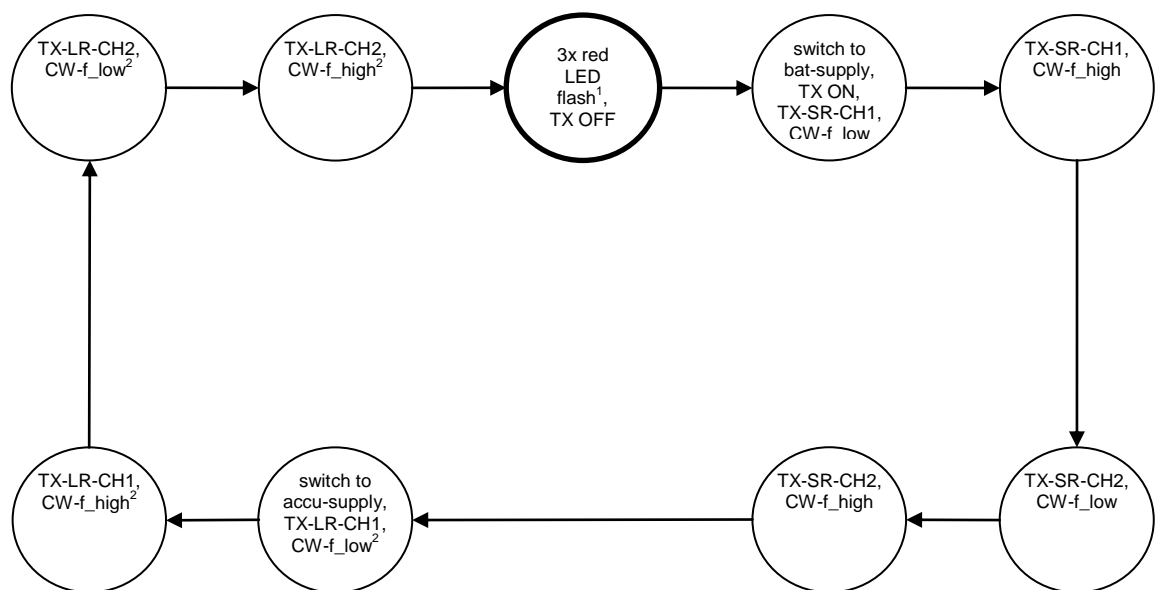 TX-LR-CH2,
CW-f_low²
TX-LR-CH2,
CW-f_high²
3x red
LED
flash¹,
TX OFF
switch to
bat-supply,
TX ON,
TX-SR-CH1,
CW-f_low
TX-SR-CH1,
CW-f_high
TX-LR-CH1,
CW-f_high²
switch to
accu-supply,
TX-LR-CH1,
CW-f_low²
TX-SR-CH2,
CW-f_high
TX-SR-CH2,
CW-f_low